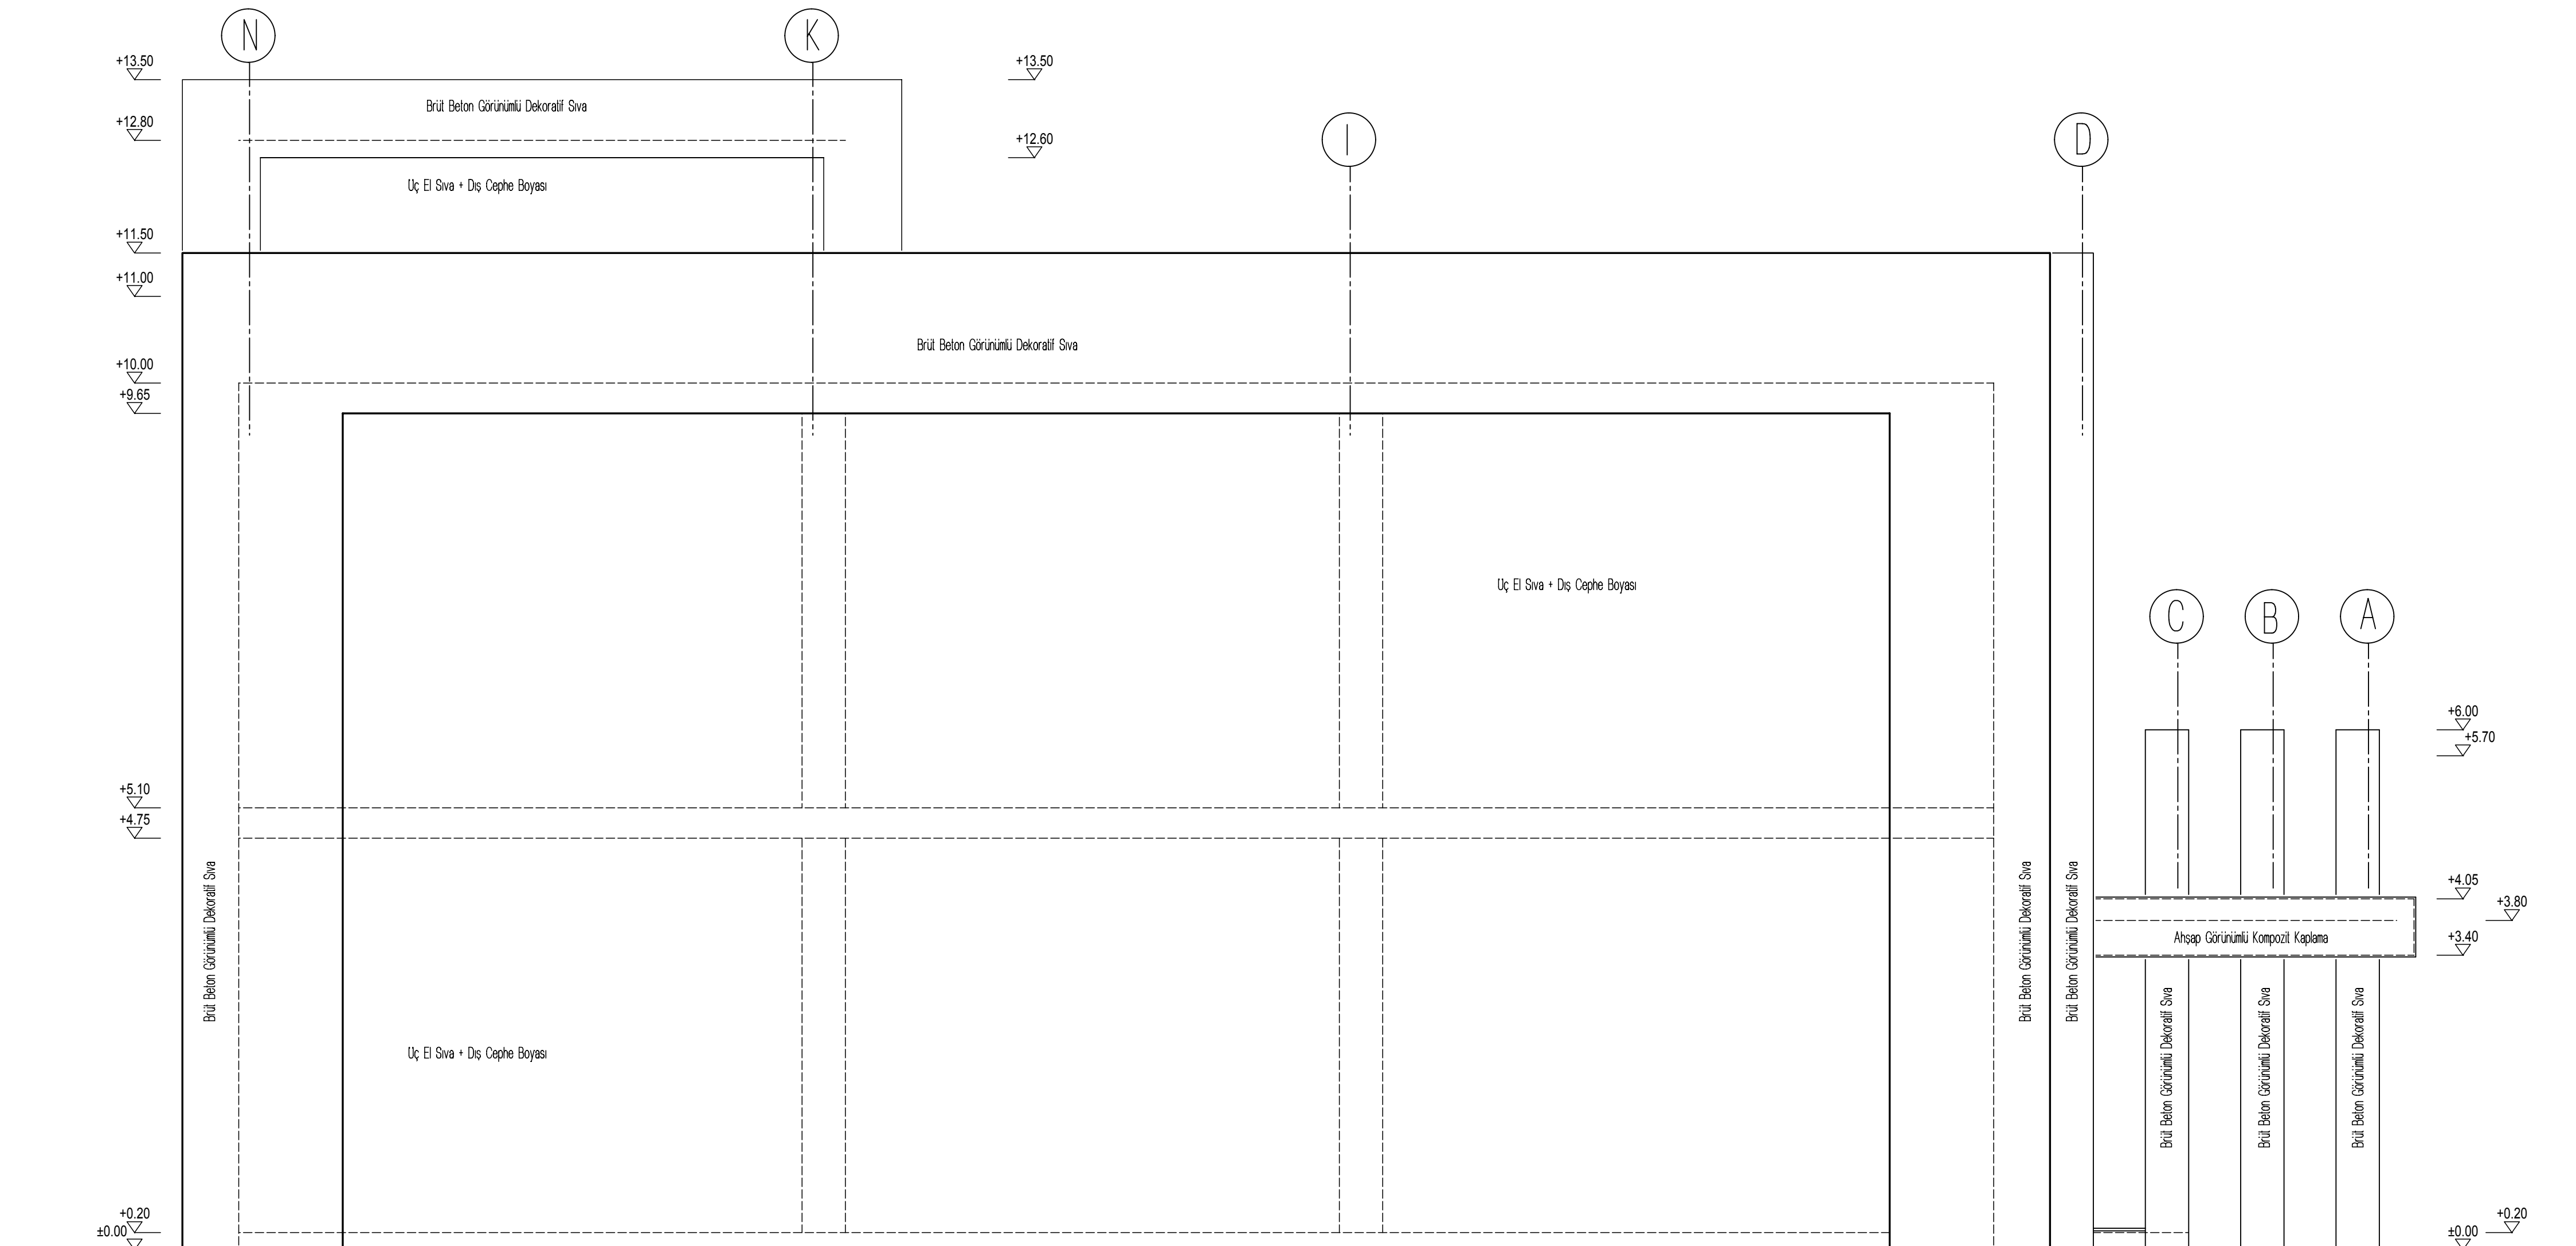 N
K
+13.50
+13.50
Brüt Beton Görünümlü Dekoratif Sıva
+12.80
+12.60
I
D
Üç El Sıva + Dış Cephe Boyası
+11.50
+11.00
Brüt Beton Görünümlü Dekoratif Sıva
+10.00
+9.65
Üç El Sıva + Dış Cephe Boyası
C
B
A
+6.00
+5.70
+5.10
+4.75
Brüt Beton Görünümlü Dekoratif Sıva
Brüt Beton Görünümlü Dekoratif Sıva
Brüt Beton Görünümlü Dekoratif Sıva
+4.05
+3.80
Ahşap Görünümlü Kompozit Kaplama
+3.40
Brüt Beton Görünümlü Dekoratif Sıva
Brüt Beton Görünümlü Dekoratif Sıva
Brüt Beton Görünümlü Dekoratif Sıva
Üç El Sıva + Dış Cephe Boyası
+0.20
±0.00
+0.20
±0.00